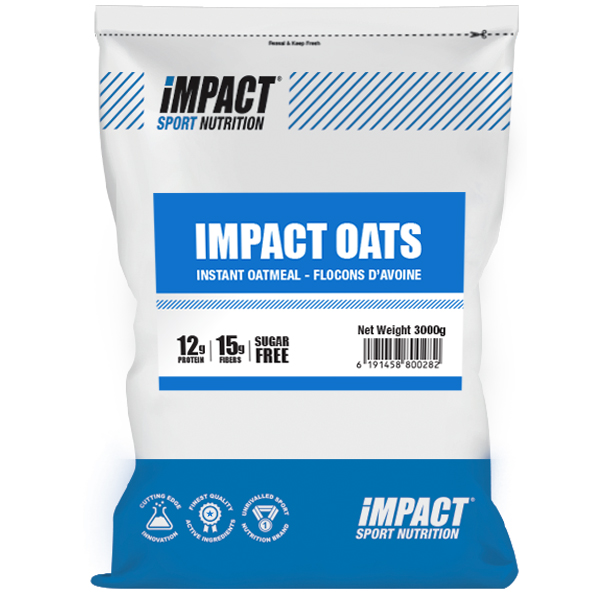 Reseal & Keep Fresh
iMPACT®
SPORT NUTRITION
IMPACT OATS
INSTANT OATMEAL - FLOCONS D'AVOINE
Net Weight 3000g
12g PROTEIN
15g FIBERS
SUGAR FREE
6 191458 800282
CUTTING EDGE
INNOVATION
FINEST QUALITY
ACTIVE INGREDIENTS
UNRIVALLED SPORT
NUTRITION BRAND
1
iMPACT®
SPORT NUTRITION